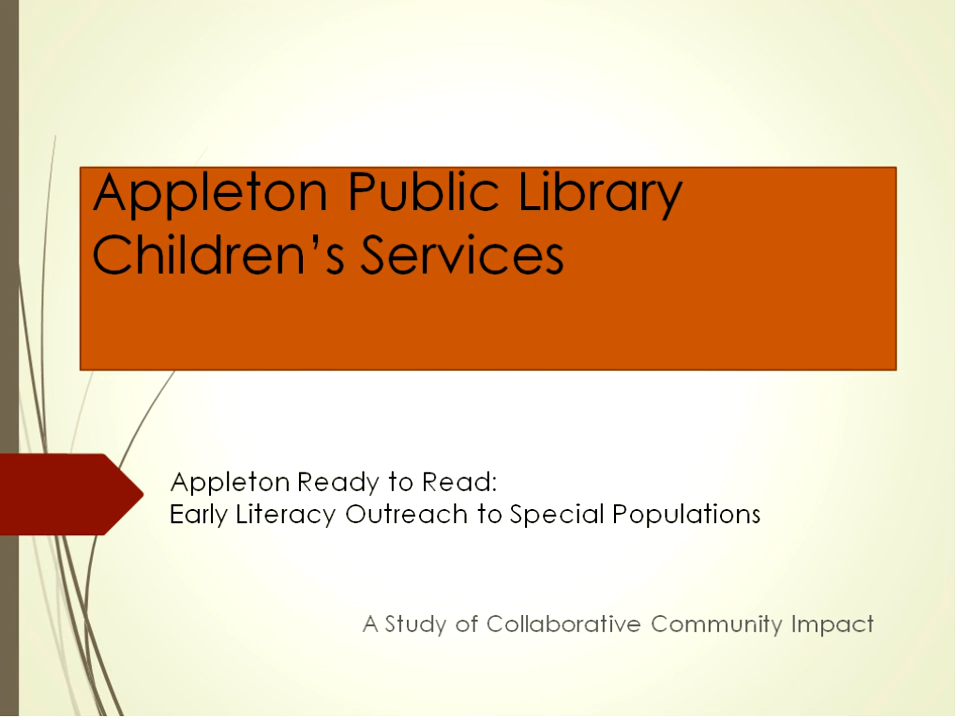 Appleton Public Library
Children’s Services
Appleton Ready to Read:
Early Literacy Outreach to Special Populations
A Study of Collaborative Community Impact